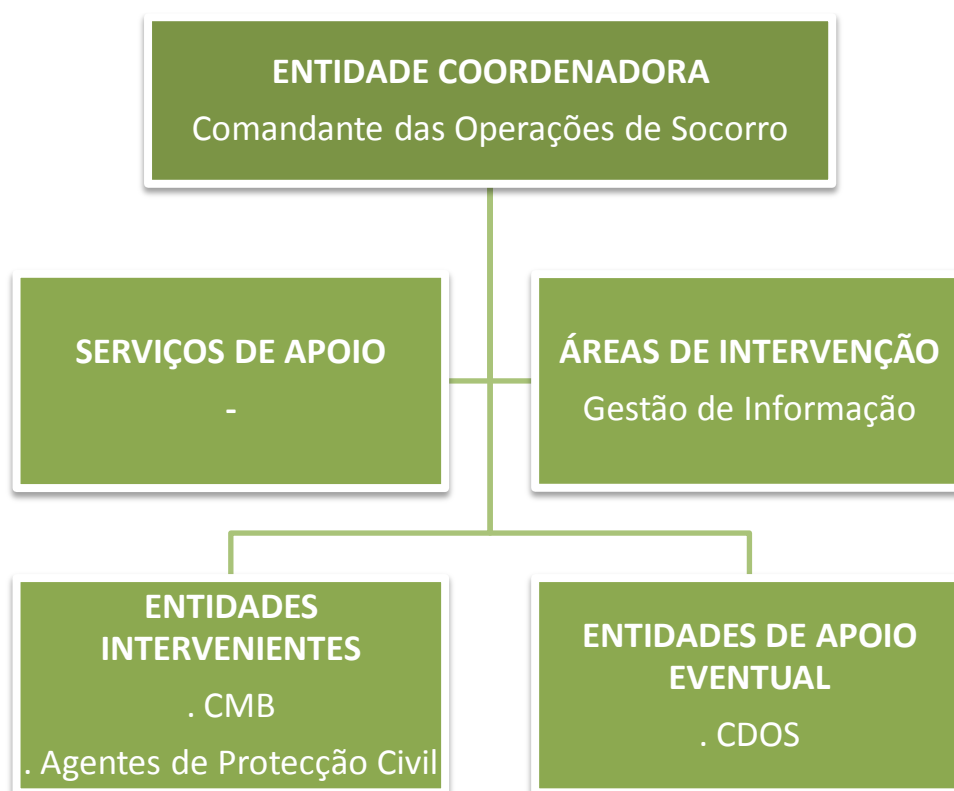 ENTIDADE COORDENADORA
Comandante das Operações de Socorro
SERVIÇOS DE APOIO
-
ÁREAS DE INTERVENÇÃO
Gestão de Informação
ENTIDADES
INTERVENIENTES
. CMB
. Agentes de Protecção Civil
ENTIDADES DE APOIO
EVENTUAL
. CDOS